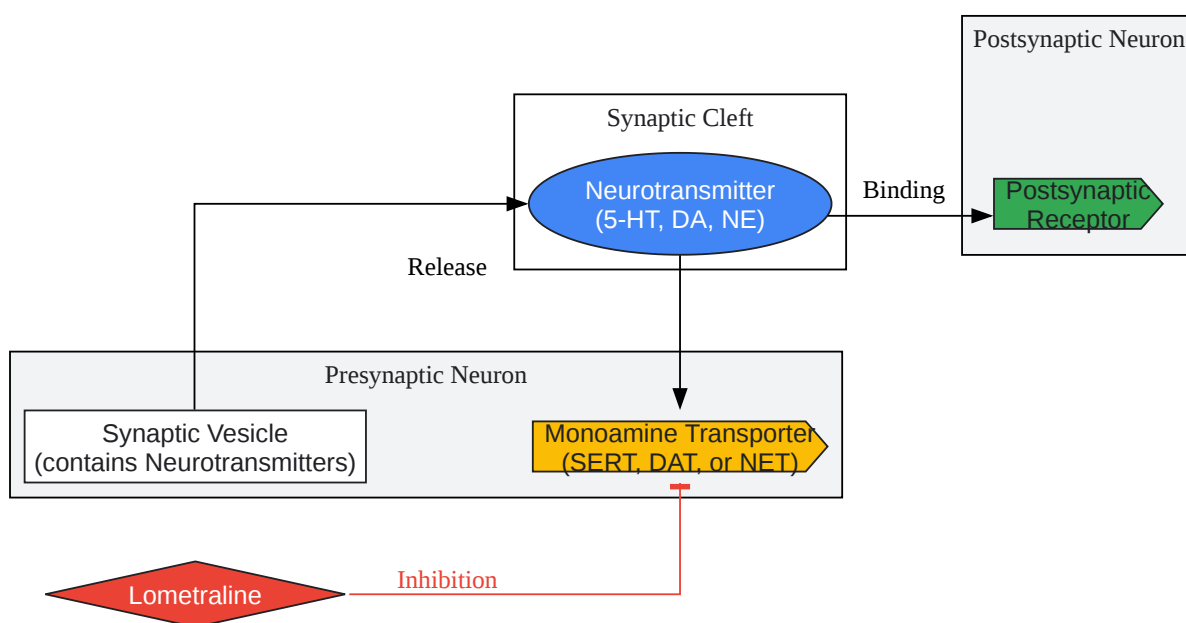 Postsynaptic Neuron
Synaptic Cleft
Neurotransmitter
(5-HT, DA, NE)
Binding
Postsynaptic
Receptor
Release
Presynaptic Neuron
Synaptic Vesicle
(contains Neurotransmitters)
Monoamine Transporter
(SERT, DAT, or NET)
Inhibition
Lometraline